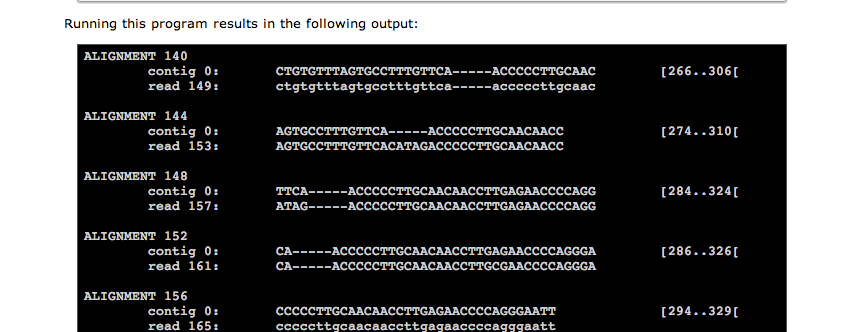 Running this program results in the following output:
ALIGNMENT 140
contig 0: CTGTGTTTAGTGCCTTTGTTCA-----ACCCCCTTGCAAC [266..306[
read 149: ctgtgtttagtgcctttgttca-----acccccttgcaac
ALIGNMENT 144
contig 0: AGTGCCTTTGTTCA-----ACCCCCTTGCAACAACC [274..310[
read 153: AGTGCCTTTGTTCACATAGACCCCCTTGCAACAACC
ALIGNMENT 148
contig 0: TTCA-----ACCCCCTTGCAACAACCTTGAGAACCCCAGG [284..324[
read 157: ATAG-----ACCCCCTTGCAACAACCTTGAGAACCCCAGG
ALIGNMENT 152
contig 0: CA-----ACCCCCTTGCAACAACCTTGAGAACCCCAGGGA [286..326[
read 161: CA-----ACCCCCTTGCAACAACCTTGCGAACCCCAGGGA
ALIGNMENT 156
contig 0: CCCCCTTGCAACAACCTTGAGAACCCCAGGGAATT [294..329[
read 165: cccccttgcaacaaccttgagaaccccagggaatt